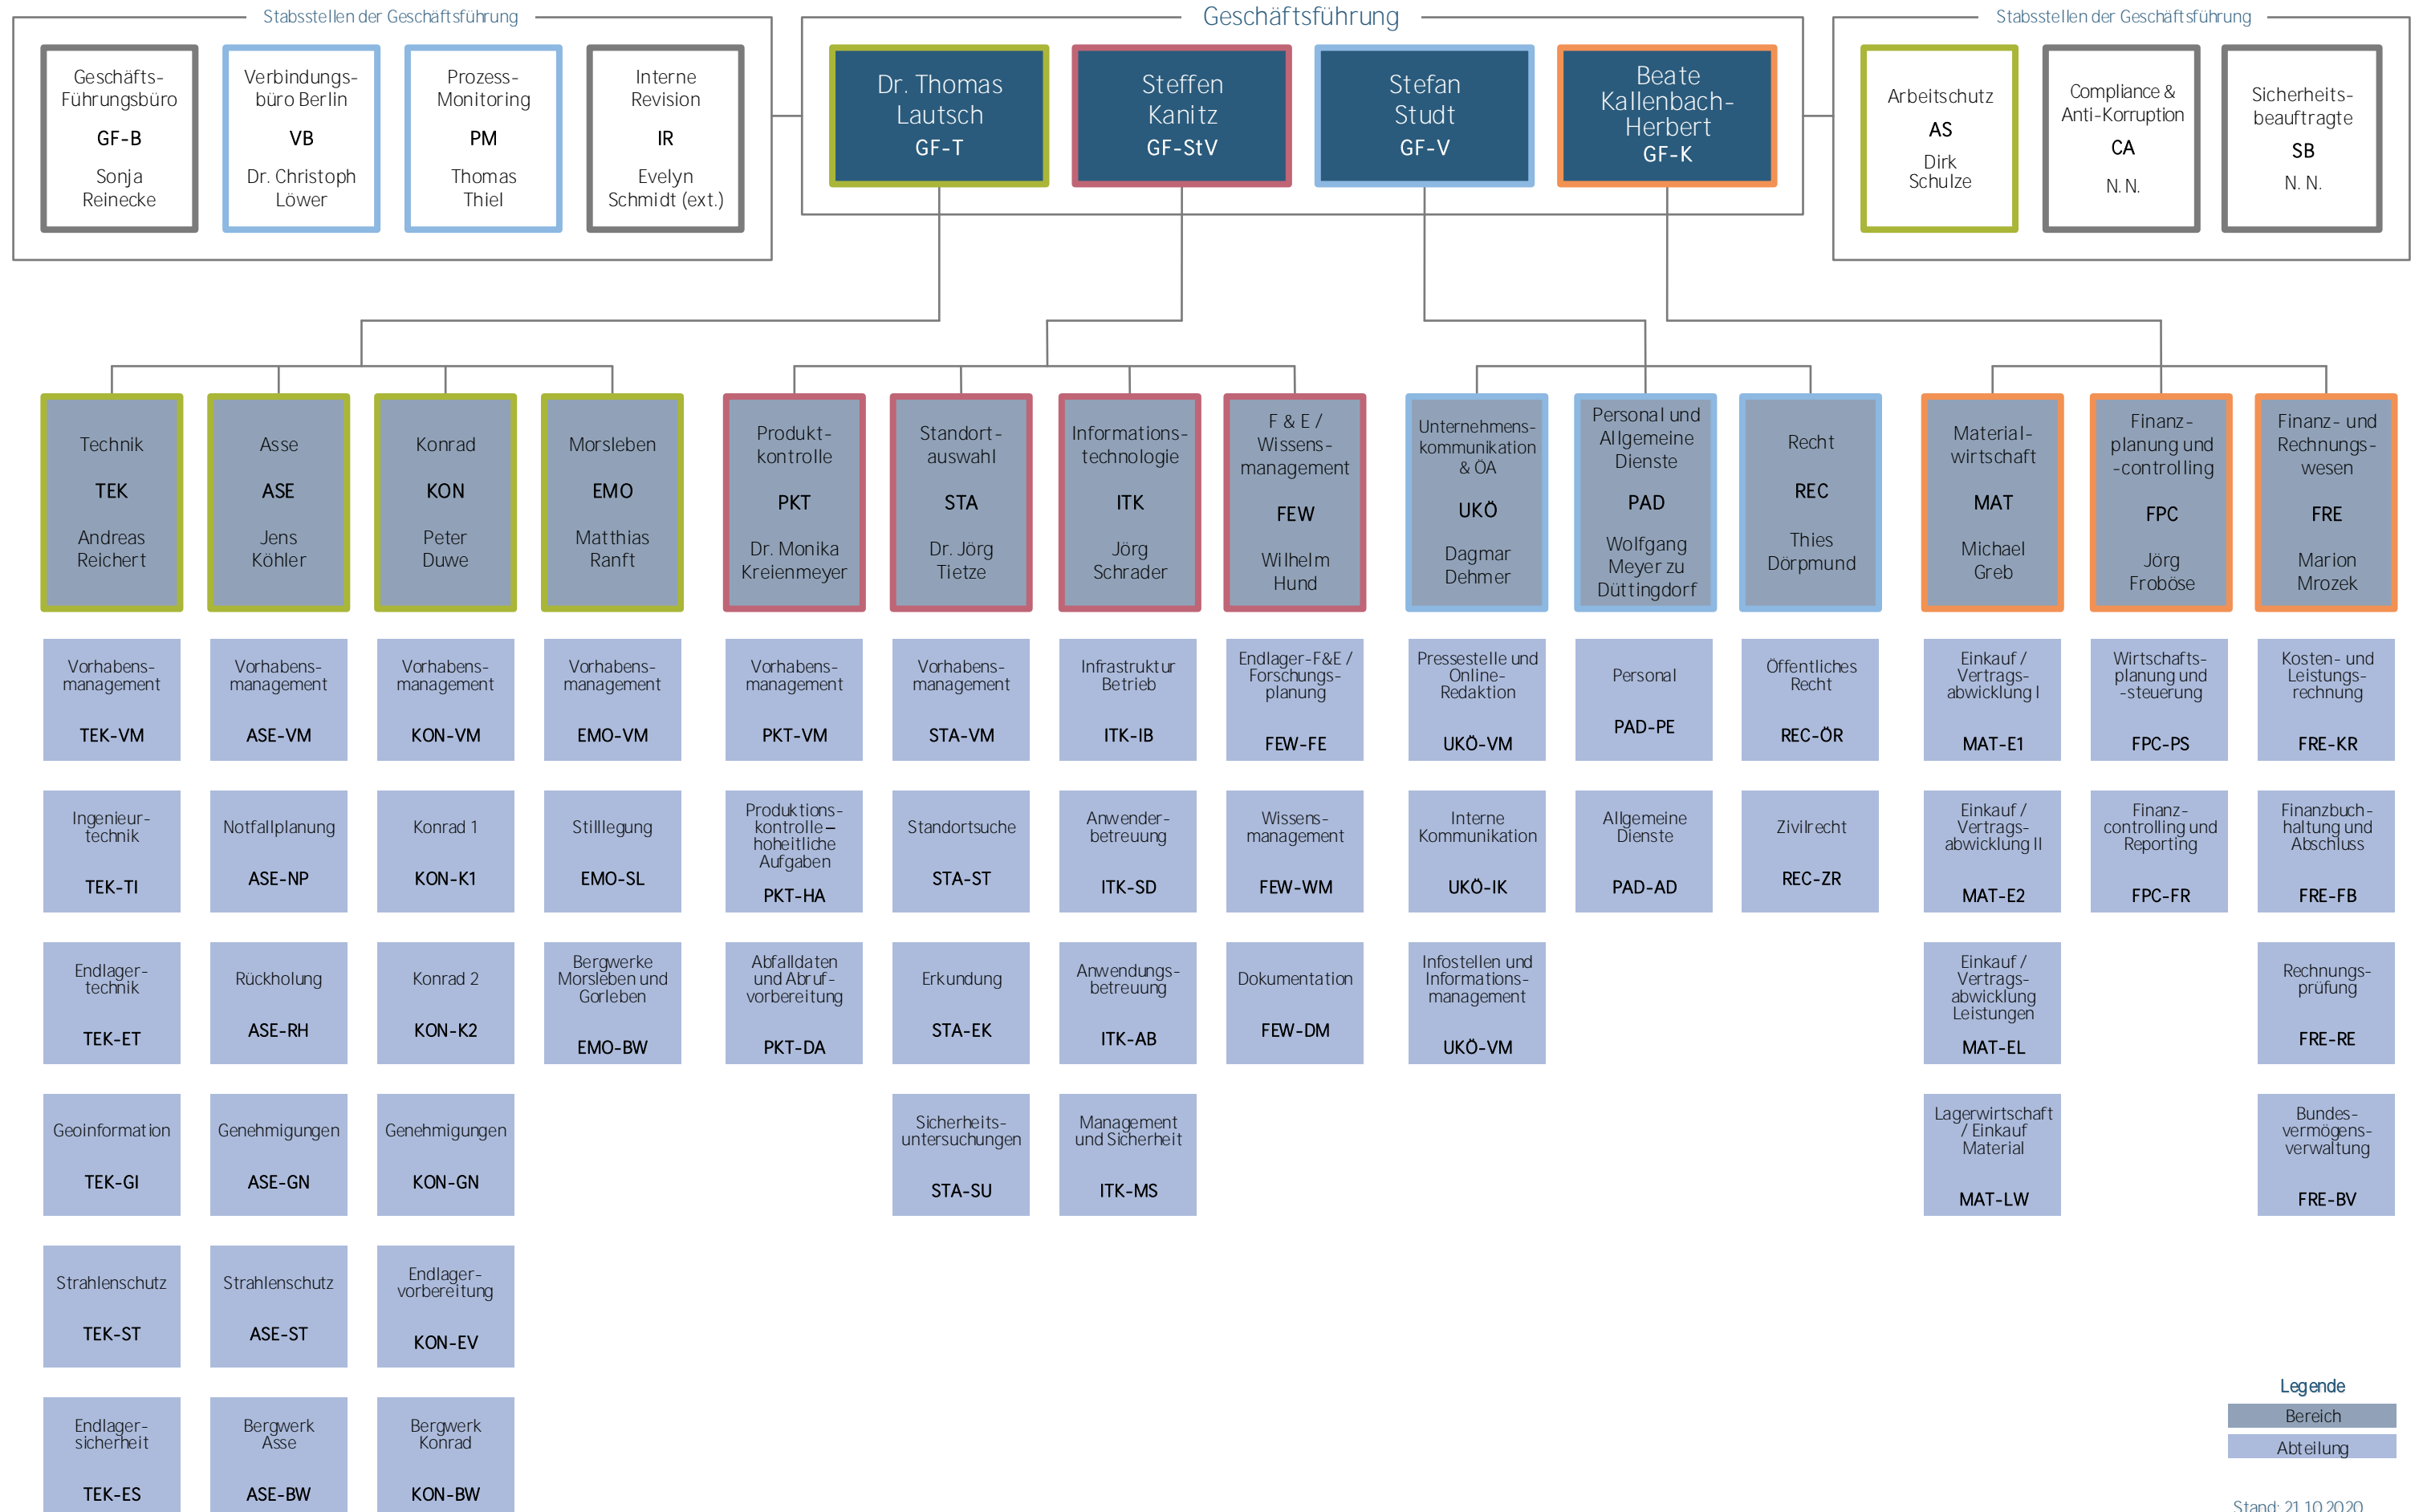 Stabsstellen der Geschäftsführung
Geschäfts-
Führungsbüro
GF-B
Sonja
Reinecke
Verbindungs-
büro Berlin
VB
Dr. Christoph
Löwer
Prozess-
Monitoring
PM
Thomas
Thiel
Interne
Revision
IR
Evelyn
Schmidt (ext.)
Geschäftsführung
Dr. Thomas
Lautsch
GF-T
Steffen
Kanitz
GF-StV
Stefan
Studt
GF-V
Beate
Kallenbach-
Herbert
GF-K
Stabsstellen der Geschäftsführung
Arbeitschutz
AS
Dirk
Schulze
Compliance &
Anti-Korruption
CA
N. N.
Sicherheits-
beauftragte
SB
N. N.
Technik
TEK
Andreas
Reichert
Asse
ASE
Jens
Köhler
Konrad
KON
Peter
Duwe
Morsleben
EMO
Matthias
Ranft
Produkt-
kontrolle
PKT
Dr. Monika
Kreienmeyer
Standort-
auswahl
STA
Dr. Jörg
Tietze
Informations-
technologie
ITK
Jörg
Schrader
F & E /
Wissens-
management
FEW
Wilhelm
Hund
Unternehmens-
kommunikation
& ÖA
UKÖ
Dagmar
Dehmer
Personal und
Allgemeine
Dienste
PAD
Wolfgang
Meyer zu
Düttingdorf
Recht
REC
Thies
Dörpmund
Material-
wirtschaft
MAT
Michael
Greb
Finanz-
planung und
-controlling
FPC
Jörg
Froböse
Finanz- und
Rechnungs-
wesen
FRE
Marion
Mrozek
Vorhabens-
management
TEK-VM
Vorhabens-
management
ASE-VM
Vorhabens-
management
KON-VM
Vorhabens-
management
EMO-VM
Vorhabens-
management
PKT-VM
Vorhabens-
management
STA-VM
Infrastruktur
Betrieb
ITK-IB
Endlager-F&E /
Forschungs-
planung
FEW-FE
Pressestelle und
Online-
Redaktion
UKÖ-VM
Personal
PAD-PE
Öffentliches
Recht
REC-ÖR
Einkauf /
Vertrags-
abwicklung I
MAT-E1
Wirtschafts-
planung und
-steuerung
FPC-PS
Kosten- und
Leistungs-
rechnung
FRE-KR
Ingenieur-
technik
TEK-TI
Notfallplanung
ASE-NP
Konrad 1
KON-K1
Stilllegung
EMO-SL
Produktions-
kontrolle –
hoheitliche
Aufgaben
PKT-HA
Standortsuche
STA-ST
Anwender-
betreuung
ITK-SD
Wissens-
management
FEW-WM
Interne
Kommunikation
UKÖ-IK
Allgemeine
Dienste
PAD-AD
Zivilrecht
REC-ZR
Einkauf /
Vertrags-
abwicklung II
MAT-E2
Finanz-
controlling und
Reporting
FPC-FR
Finanzbuch-
haltung und
Abschluss
FRE-FB
Endlager-
technik
TEK-ET
Rückholung
ASE-RH
Konrad 2
KON-K2
Bergwerke
Morsleben und
Gorleben
EMO-BW
Abfalldaten
und Abruf-
vorbereitung
PKT-DA
Erkundung
STA-EK
Anwendungs-
betreuung
ITK-AB
Dokumentation
FEW-DM
Infostellen und
Informations-
management
UKÖ-VM
Einkauf /
Vertrags-
abwicklung
Leistungen
MAT-EL
Rechnungs-
prüfung
FRE-RE
Geoinformation
TEK-GI
Genehmigungen
ASE-GN
Genehmigungen
KON-GN
Sicherheits-
untersuchungen
STA-SU
Management
und Sicherheit
ITK-MS
Lagerwirtschaft
/ Einkauf
Material
MAT-LW
Bundes-
vermögens-
verwaltung
FRE-BV
Strahlenschutz
TEK-ST
Strahlenschutz
ASE-ST
Endlager-
vorbereitung
KON-EV
Endlager-
sicherheit
TEK-ES
Bergwerk
Asse
ASE-BW
Bergwerk
Konrad
KON-BW
Legende
Bereich
Abteilung
Stand: 21.10.2020